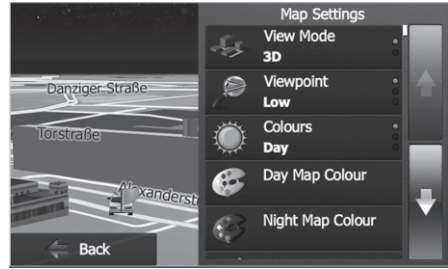 Map Settings
Danziger Straße
Torstraße
Alexanderst
Back
View Mode
3D
Viewpoint
Low
Colours
Day
Day Map Colour
Night Map Colour